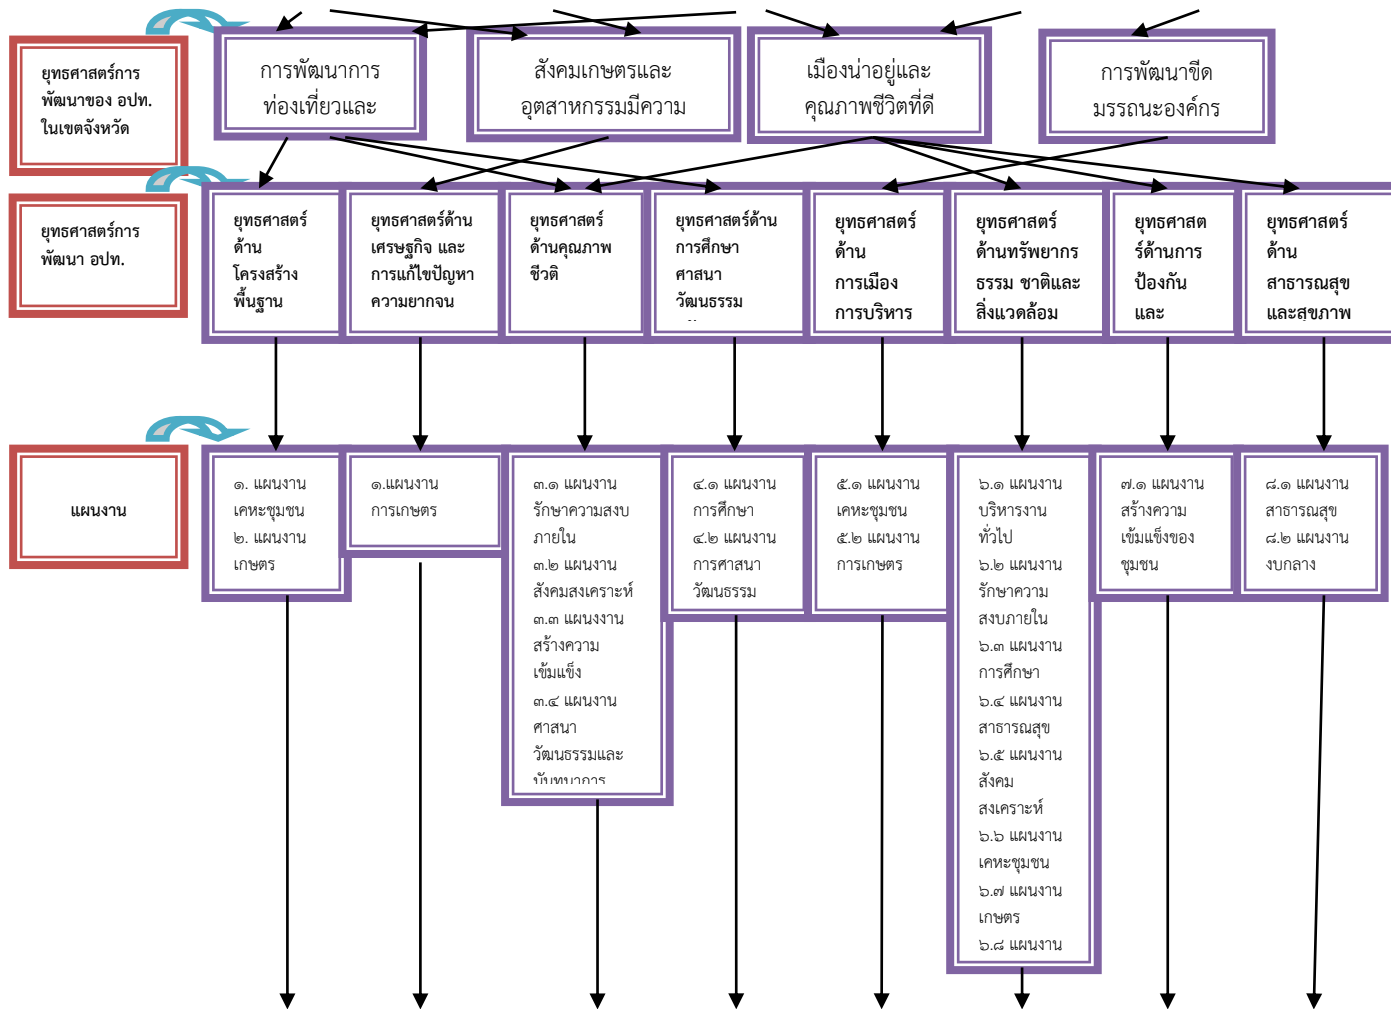 ยุทธศาสตร์การ
พัฒนาของ อปท.
ในเขตจังหวัด
การพัฒนาการ
ท่องเที่ยวและ
สังคมเกษตรและ
อุตสาหกรรมมีความ
เมืองน่าอยู่และ
คุณภาพชีวิตที่ดี
การพัฒนาขีด
มรรถนะองค์กร
ยุทธศาสตร์การ
พัฒนา อปท.
ยุทธศาสตร์
ด้าน
โครงสร้าง
พื้นฐาน
ยุทธศาสตร์ด้าน
เศรษฐกิจ และ
การแก้ไขปัญหา
ความยากจน
ยุทธศาสตร์
ด้านคุณภาพ
ชีวติ
ยุทธศาสตร์ด้าน
การศึกษา
ศาสนา
วัฒนธรรม
ยุทธศาสตร์
ด้าน
การเมือง
การบริหาร
ยุทธศาสตร์
ด้านทรัพยากร
ธรรม ชาติและ
สิ่งแวดล้อม
ยุทธศาสต
ร์ด้านการ
ป้องกัน
และ
ยุทธศาสตร์
ด้าน
สาธารณสุข
และสุขภาพ
แผนงาน
๑. แผนงาน
เคหะชุมชน
๒. แผนงาน
เกษตร
๑.แผนงาน
การเกษตร
๓.๑ แผนงาน
รักษาความสงบ
ภายใน
๓.๒ แผนงาน
สังคมสงเคราะห์
๓.๓ แผนงงาน
สร้างความ
เข้มแข็ง
๓.๔ แผนงาน
ศาสนา
วัฒนธรรมและ
๔.๑ แผนงาน
การศึกษา
๔.๒ แผนงาน
การศาสนา
วัฒนธรรม
๕.๑ แผนงาน
เคหะชุมชน
๕.๒ แผนงาน
การเกษตร
๖.๑ แผนงาน
บริหารงาน
ทั่วไป
๖.๒ แผนงาน
รักษาความ
สงบภายใน
๖.๓ แผนงาน
การศึกษา
๖.๔ แผนงาน
สาธารณสุข
๖.๕ แผนงาน
สังคม
สงเคราะห์
๖.๖ แผนงาน
เคหะชุมชน
๖.๗ แผนงาน
เกษตร
๖.๘ แผนงาน
๗.๑ แผนงาน
สร้างความ
เข้มแข็งของ
ชุมชน
๘.๑ แผนงาน
สาธารณสุข
๘.๒ แผนงาน
งบกลาง